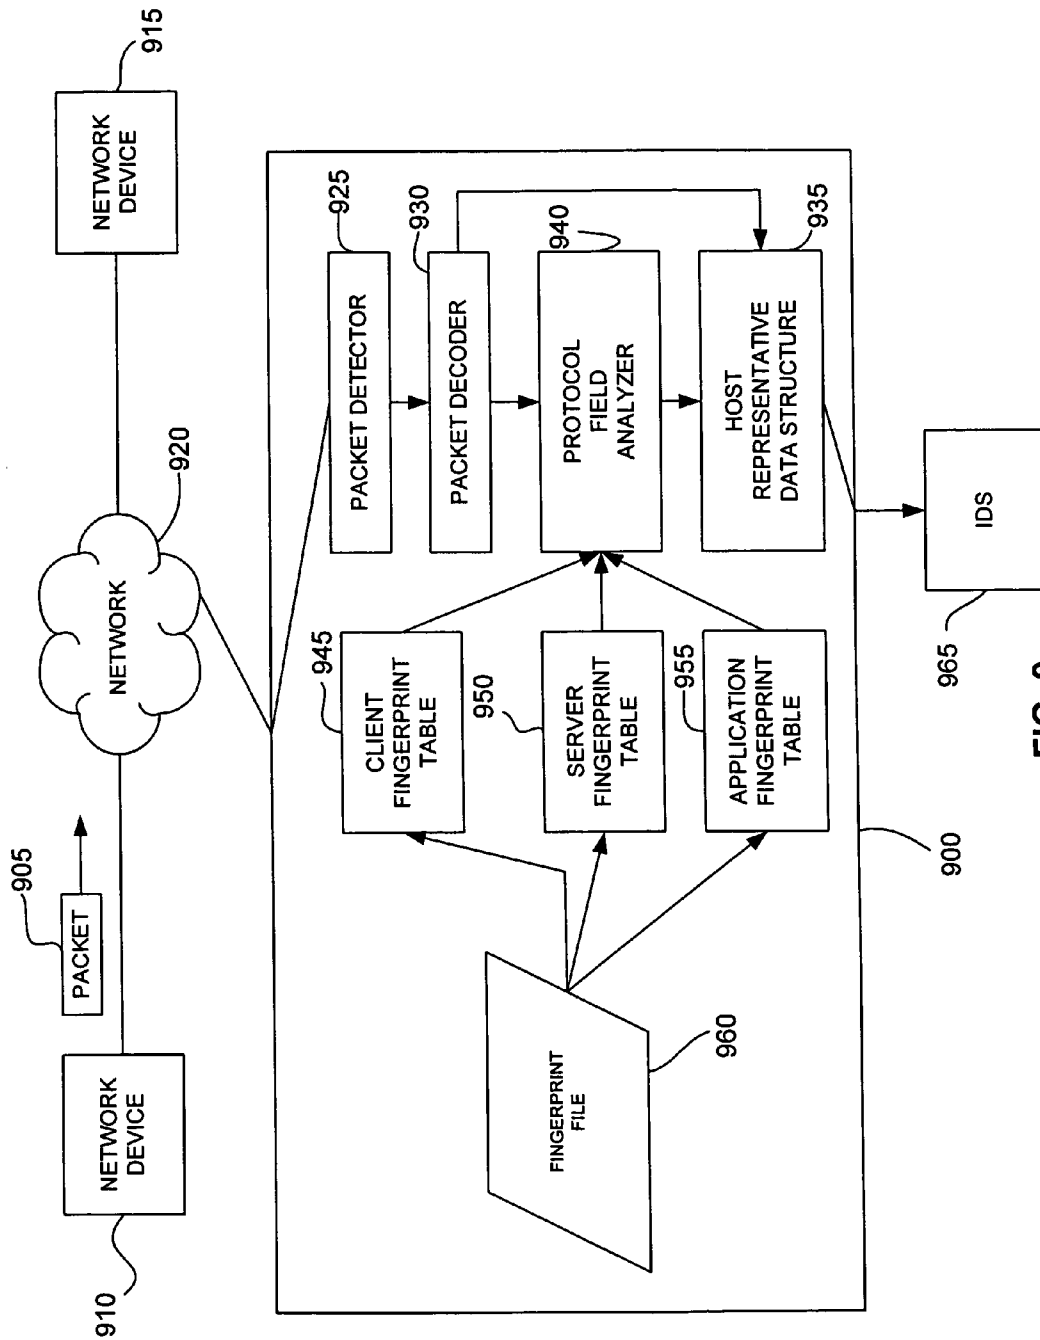 905
PACKET
910
NETWORK
DEVICE
NETWORK
920
NETWORK
DEVICE
915
PACKET DETECTOR
925
PACKET DECODER
930
CLIENT
FINGERPRINT
TABLE
945
FINGERPRINT
FILE
960
SERVER
FINGERPRINT
TABLE
950
PROTOCOL
FIELD
ANALYZER
940
APPLICATION
FINGERPRINT
TABLE
955
HOST
REPRESENTATIVE
DATA STRUCTURE
935
900
IDS
965
FIG.